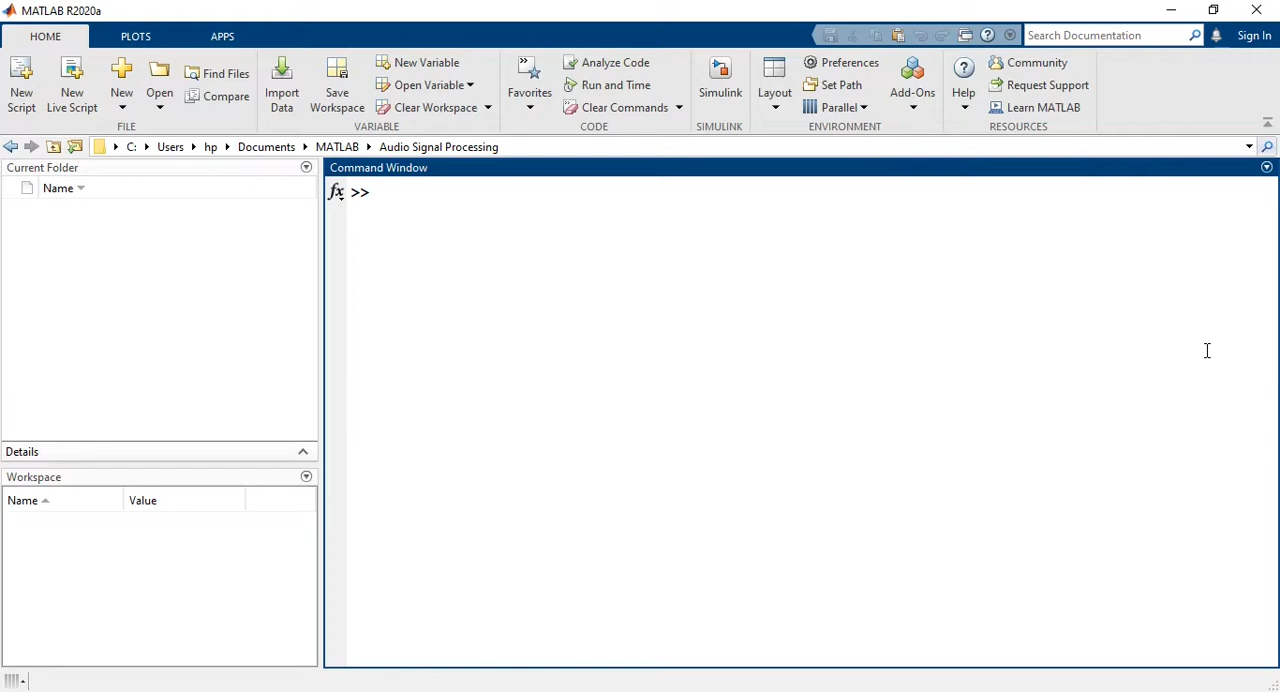 MATLAB R2020a
HOME PLOTS APPS
Search Documentation
Sign In
New Script
New Live Script
New
Open
Find Files
Compare
FILE
Import Data
Save Workspace
New Variable
Open Variable
Clear Workspace
VARIABLE
Favorites
Analyze Code
Run and Time
Clear Commands
CODE
Simulink
SIMULINK
Layout
Preferences
Set Path
Parallel
Add-Ons
ENVIRONMENT
Help
Community
Request Support
Learn MATLAB
RESOURCES
C: Users hp Documents MATLAB Audio Signal Processing
Current Folder
Name
Details
Workspace
Name Value
Command Window
fx >>